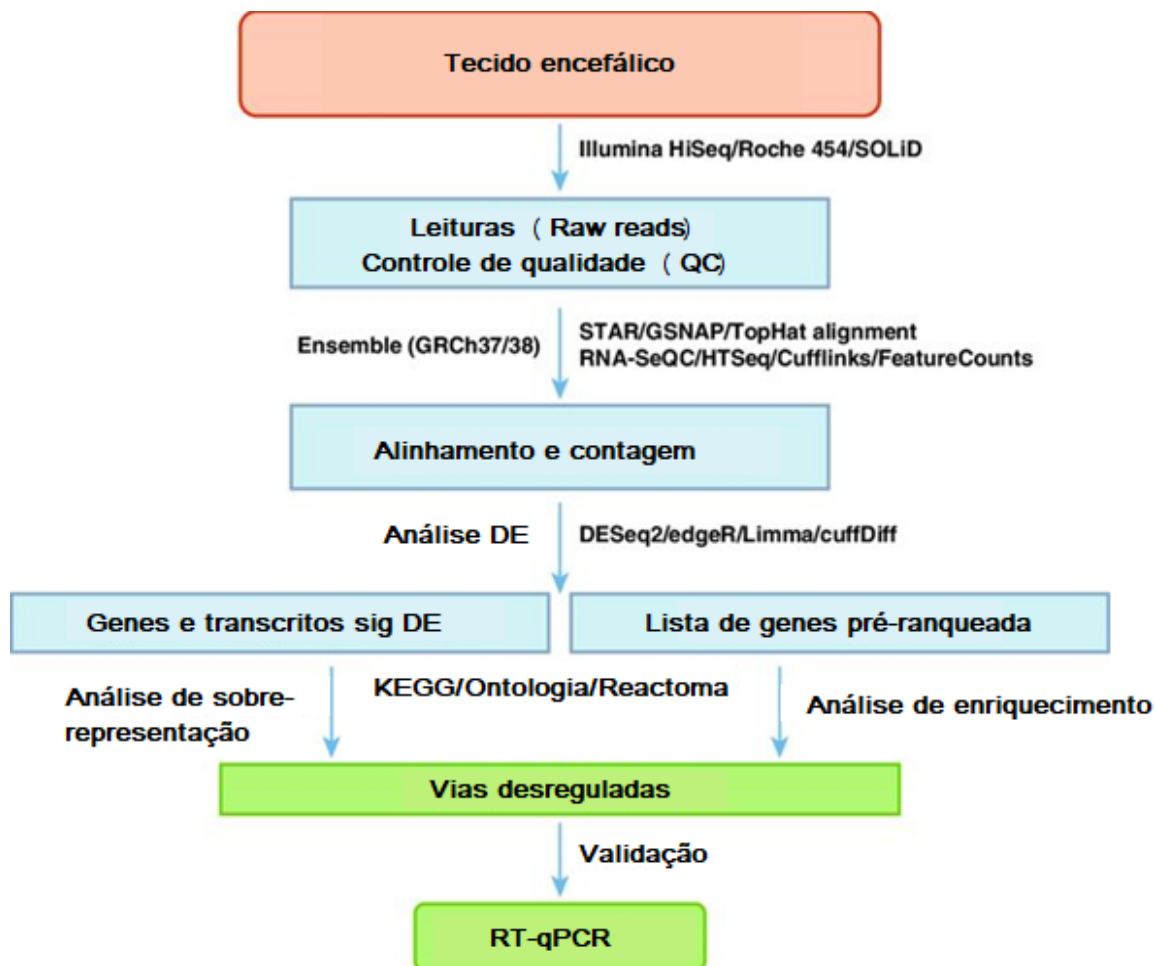 Tecido encefálico
Illumina HiSeq/Roche 454/SOLiD
Leituras ( Raw reads)
Controle de qualidade ( QC)
Ensemble (GRCh37/38)
STAR/GSNAP/TopHat alignment
RNA-SeQC/HTSeq/Cufflinks/FeatureCounts
Alinhamento e contagem
Análise DE
DESeq2/edgeR/Limma/cuffDiff
Genes e transcritos sig DE
Lista de genes pré-ranqueada
Análise de sobre-
representação
KEGG/Ontologia/Reactoma
Análise de enriquecimento
Vias desreguladas
Validação
RT-qPCR